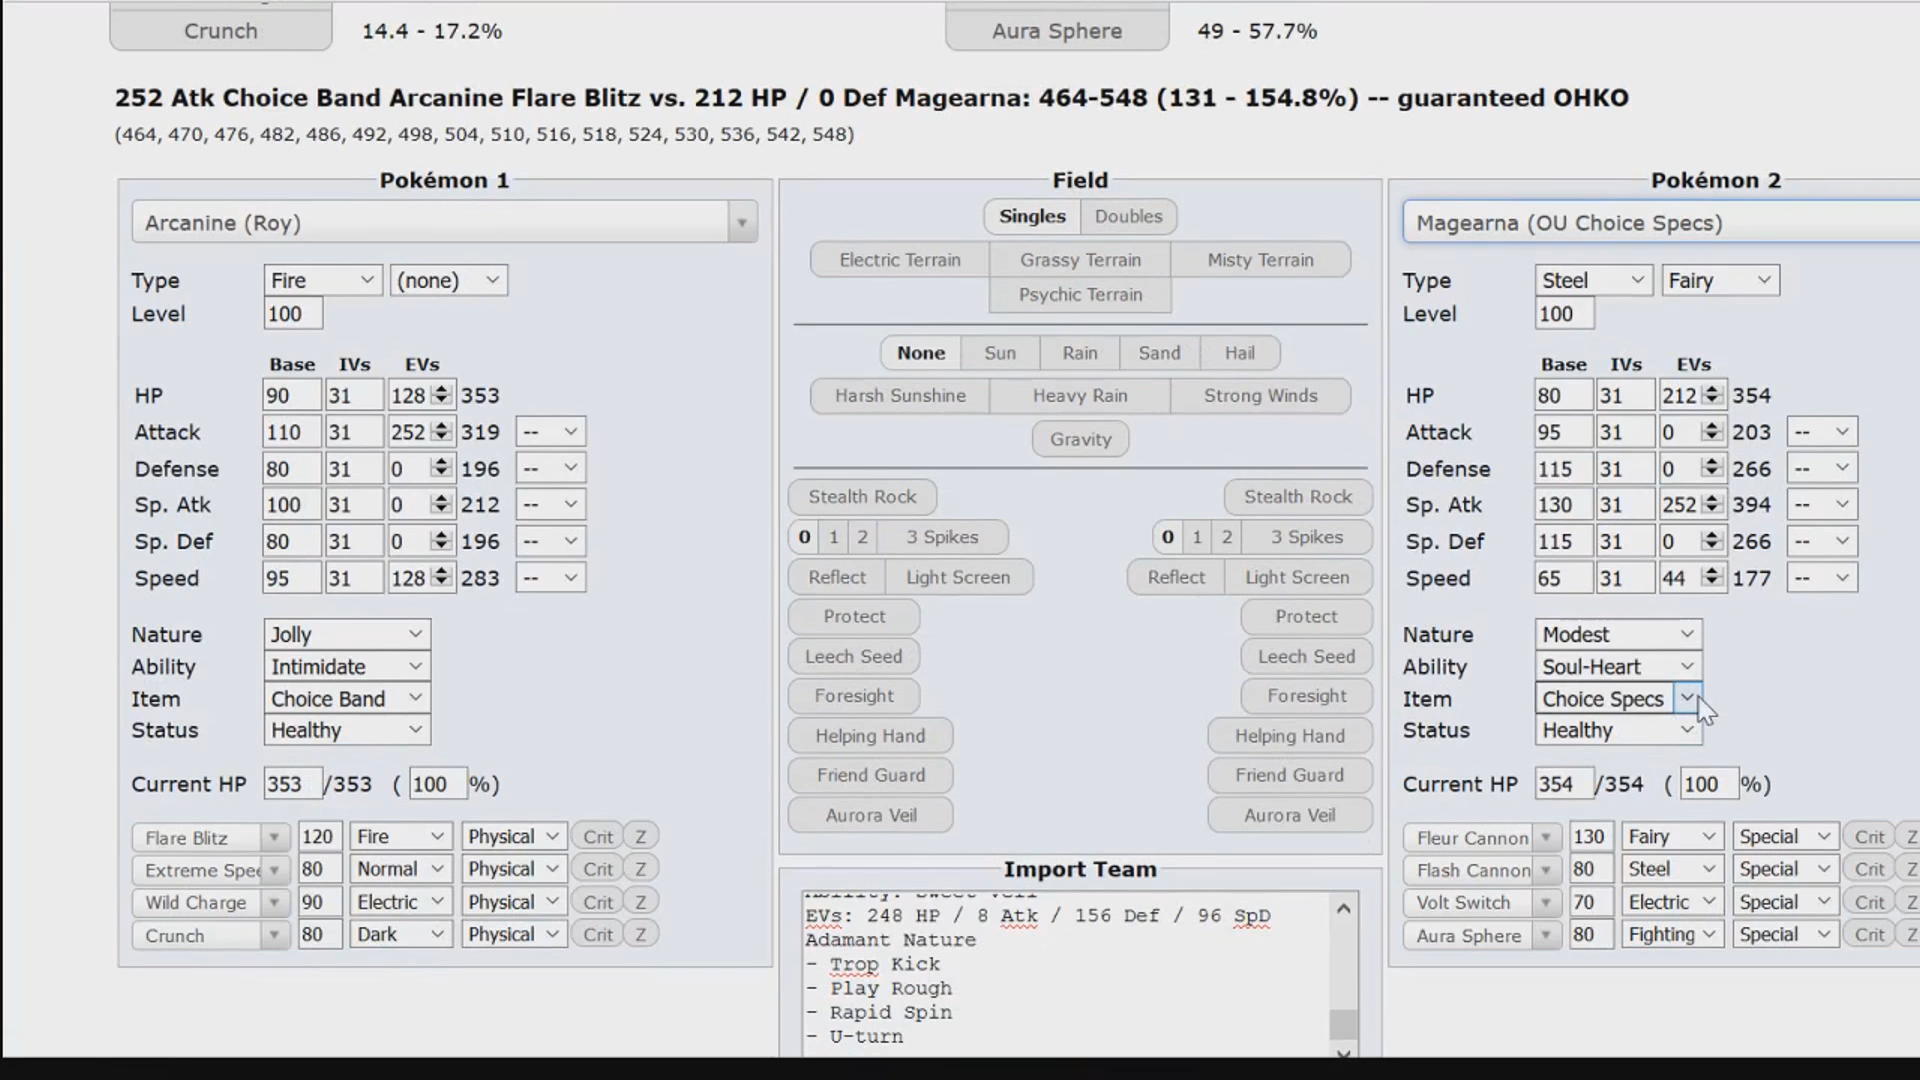 Crunch 14.4 - 17.2% Aura Sphere 49 - 57.7%
252 Atk Choice Band Arcanine Flare Blitz vs. 212 HP / 0 Def Magearna: 464-548 (131 - 154.8%) -- guaranteed OHKO
(464, 470, 476, 482, 486, 492, 498, 504, 510, 516, 518, 524, 530, 536, 542, 548)
Pokémon 1
Arcanine (Roy)
Type Fire (none)
Level 100
Base IVs EVs
HP 90 31 128 353
Attack 110 31 252 319 --
Defense 80 31 0 196 --
Sp. Atk 100 31 0 212 --
Sp. Def 80 31 0 196 --
Speed 95 31 128 283 --
Nature Jolly
Ability Intimidate
Item Choice Band
Status Healthy
Current HP 353 /353 ( 100 %)
Flare Blitz 120 Fire Physical Crit Z
Extreme Spee 80 Normal Physical Crit Z
Wild Charge 90 Electric Physical Crit Z
Crunch 80 Dark Physical Crit Z
Field
Singles Doubles
Electric Terrain Grassy Terrain Misty Terrain
Psychic Terrain
None Sun Rain Sand Hail
Harsh Sunshine Heavy Rain Strong Winds
Gravity
Stealth Rock Stealth Rock
0 1 2 3 Spikes 0 1 2 3 Spikes
Reflect Light Screen Reflect Light Screen
Protect Protect
Leech Seed Leech Seed
Foresight Foresight
Helping Hand Helping Hand
Friend Guard Friend Guard
Aurora Veil Aurora Veil
Import Team
Ability: Sweet Veil
EVs: 248 HP / 8 Atk / 156 Def / 96 SpD
Adamant Nature
- Trop Kick
- Play Rough
- Rapid Spin
- U-turn
Pokémon 2
Magearna (OU Choice Specs)
Type Steel Fairy
Level 100
Base IVs EVs
HP 80 31 212 354
Attack 95 31 0 203 --
Defense 115 31 0 266 --
Sp. Atk 130 31 252 394 --
Sp. Def 115 31 0 266 --
Speed 65 31 44 177 --
Nature Modest
Ability Soul-Heart
Item Choice Specs
Status Healthy
Current HP 354 /354 ( 100 %)
Fleur Cannon 130 Fairy Special Crit Z
Flash Cannon 80 Steel Special Crit Z
Volt Switch 70 Electric Special Crit Z
Aura Sphere 80 Fighting Special Crit Z